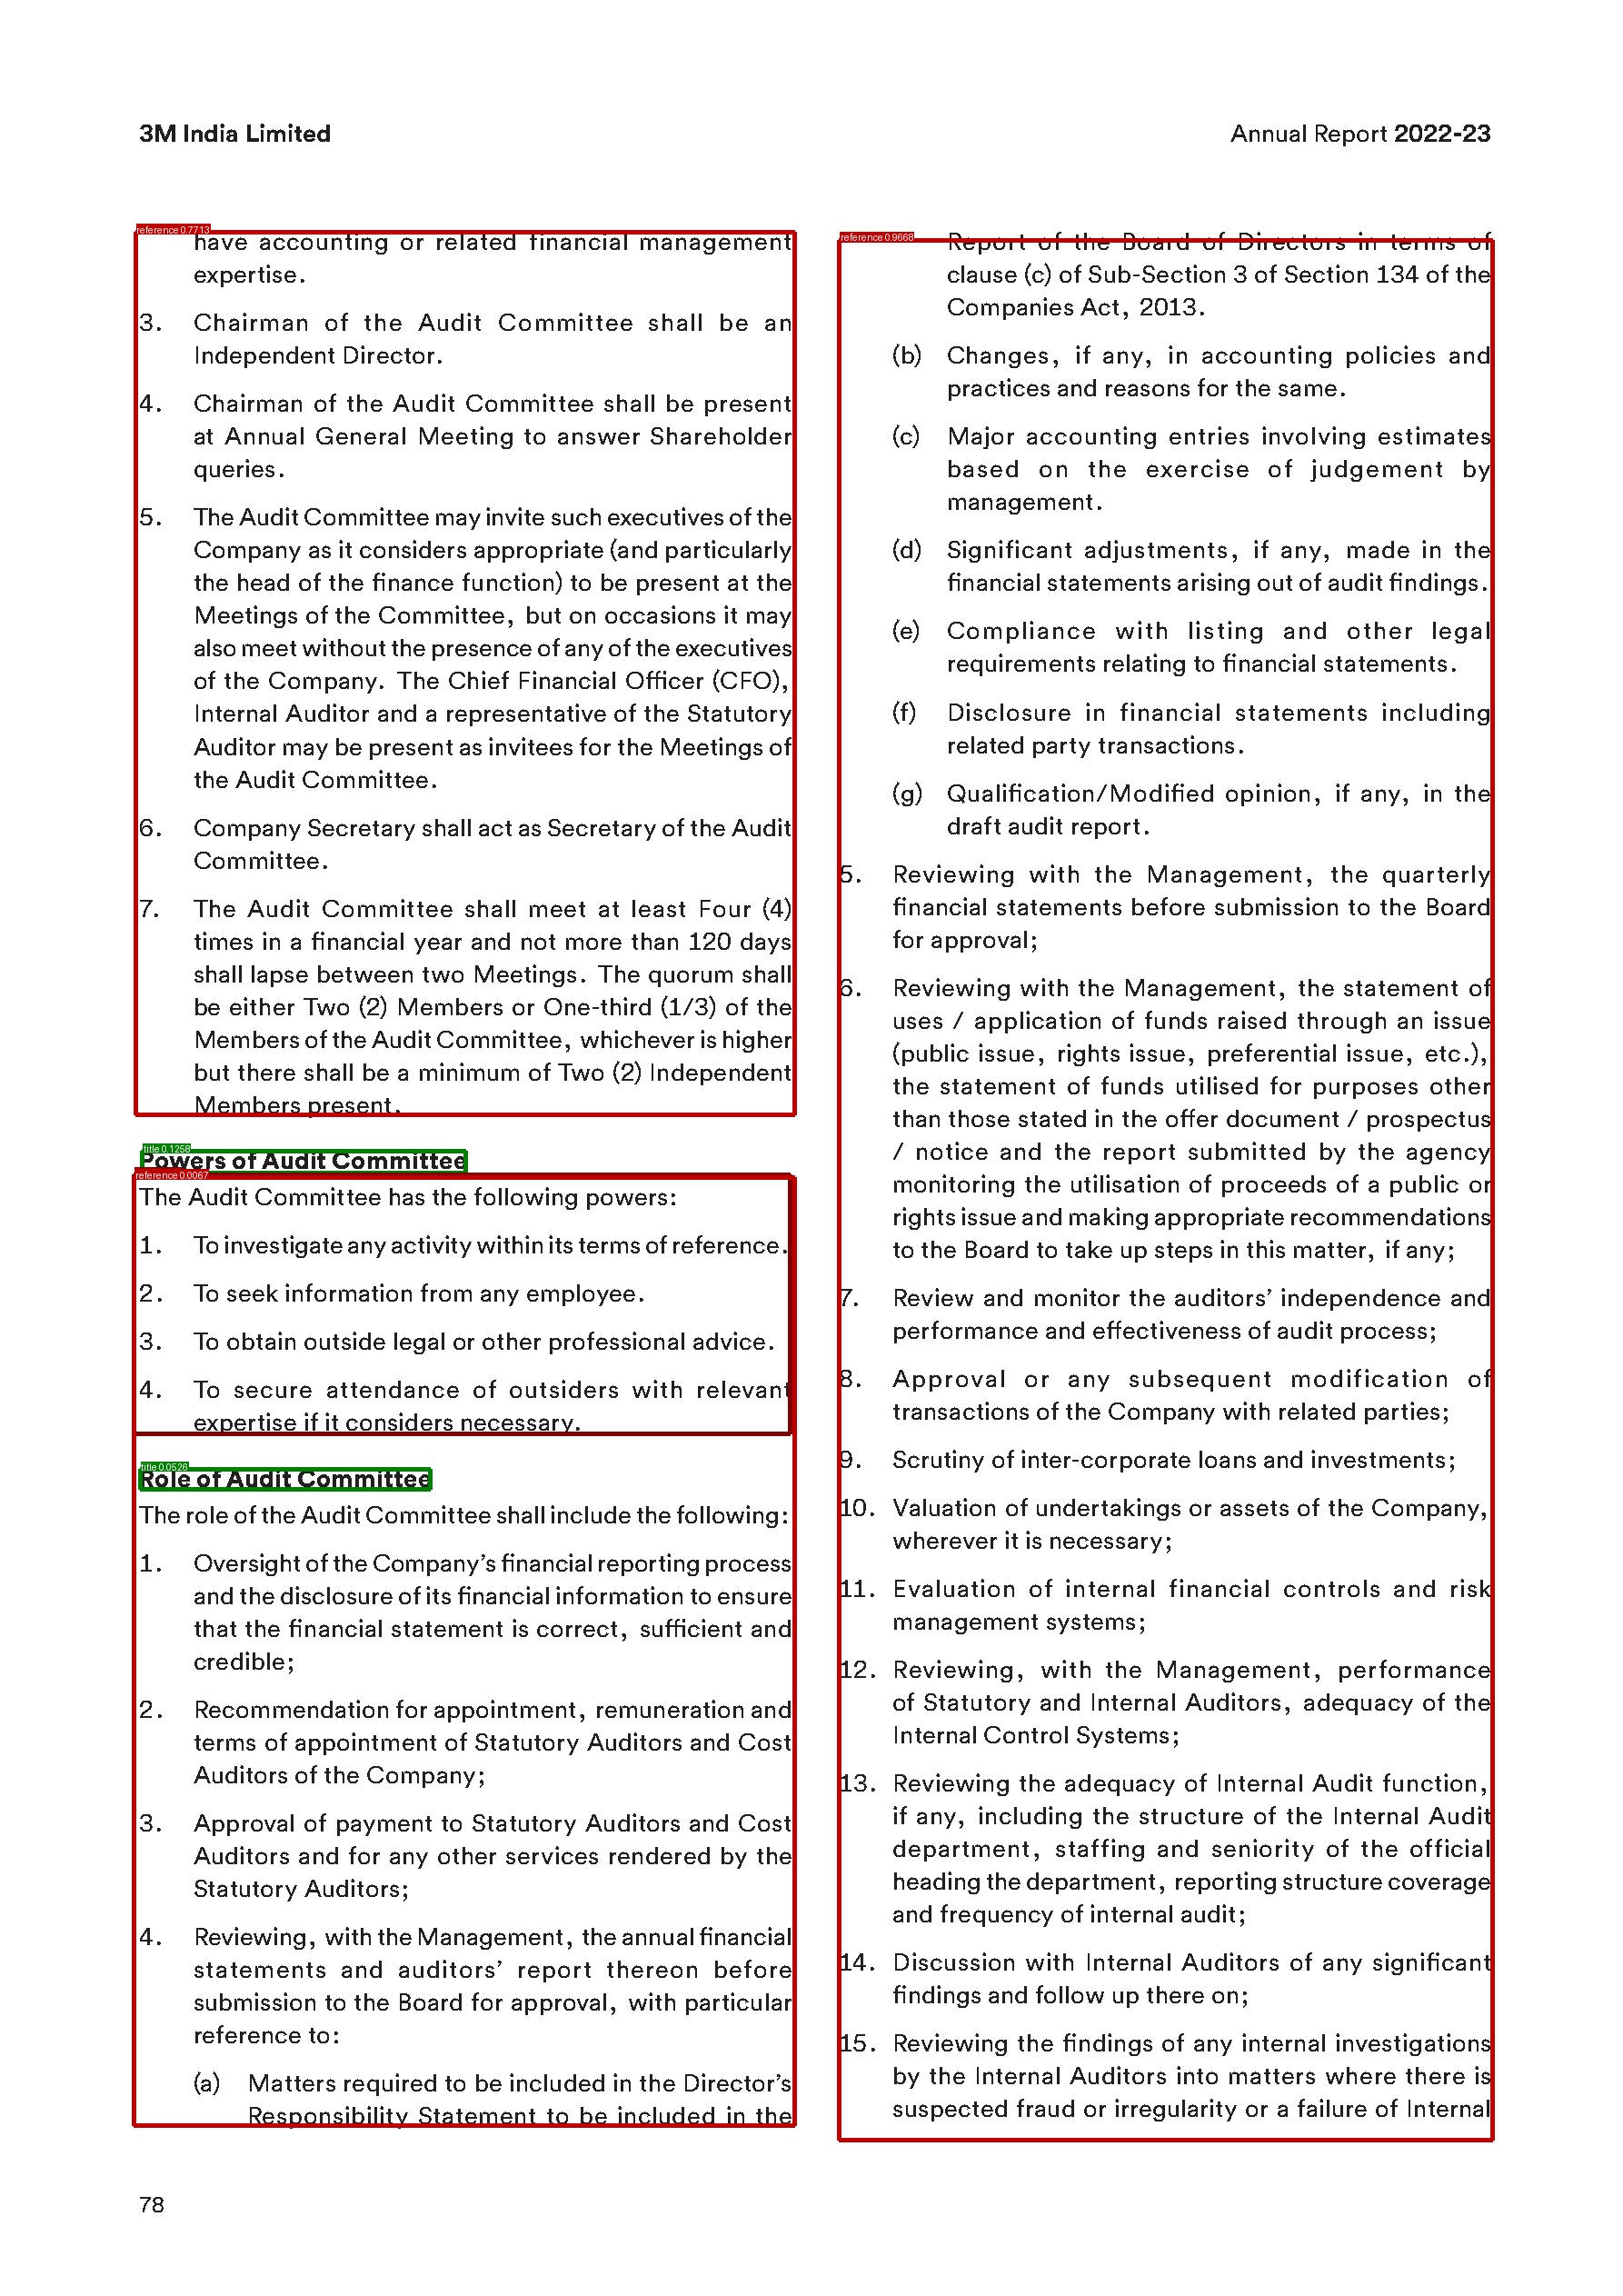 3M India Limited
Annual Report 2022-23
reference 0.7713
have accounting or related financial management
expertise.
3. Chairman of the Audit Committee shall be an
Independent Director.
4. Chairman of the Audit Committee shall be present
at Annual General Meeting to answer Shareholder
queries.
5. The Audit Committee may invite such executives of the
Company as it considers appropriate (and particularly
the head of the finance function) to be present at the
Meetings of the Committee, but on occasions it may
also meet without the presence of any of the executives
of the Company. The Chief Financial Officer (CFO),
Internal Auditor and a representative of the Statutory
Auditor may be present as invitees for the Meetings of
the Audit Committee.
6. Company Secretary shall act as Secretary of the Audit
Committee.
7. The Audit Committee shall meet at least Four (4)
times in a financial year and not more than 120 days
shall lapse between two Meetings. The quorum shall
be either Two (2) Members or One-third (1/3) of the
Members of the Audit Committee, whichever is higher
but there shall be a minimum of Two (2) Independent
Members present.
title 0.1258
Powers of Audit Committee
reference 0.0067
The Audit Committee has the following powers:
1. To investigate any activity within its terms of reference.
2. To seek information from any employee.
3. To obtain outside legal or other professional advice.
4. To secure attendance of outsiders with relevant
expertise if it considers necessary.
title 0.0526
Role of Audit Committee
The role of the Audit Committee shall include the following:
1. Oversight of the Company's financial reporting process
and the disclosure of its financial information to ensure
that the financial statement is correct, sufficient and
credible;
2. Recommendation for appointment, remuneration and
terms of appointment of Statutory Auditors and Cost
Auditors of the Company;
3. Approval of payment to Statutory Auditors and Cost
Auditors and for any other services rendered by the
Statutory Auditors;
4. Reviewing, with the Management, the annual financial
statements and auditors' report thereon before
submission to the Board for approval, with particular
reference to:
(a) Matters required to be included in the Director's
Responsibility Statement to be included in the
reference 0.9668
Report of the Board of Directors in terms of
clause (c) of Sub-Section 3 of Section 134 of the
Companies Act, 2013.
(b) Changes, if any, in accounting policies and
practices and reasons for the same.
(c) Major accounting entries involving estimates
based on the exercise of judgement by
management.
(d) Significant adjustments, if any, made in the
financial statements arising out of audit findings.
(e) Compliance with listing and other legal
requirements relating to financial statements.
(f) Disclosure in financial statements including
related party transactions.
(g) Qualification/Modified opinion, if any, in the
draft audit report.
5. Reviewing with the Management, the quarterly
financial statements before submission to the Board
for approval;
6. Reviewing with the Management, the statement of
uses / application of funds raised through an issue
(public issue, rights issue, preferential issue, etc.),
the statement of funds utilised for purposes other
than those stated in the offer document / prospectus
/ notice and the report submitted by the agency
monitoring the utilisation of proceeds of a public or
rights issue and making appropriate recommendations
to the Board to take up steps in this matter, if any;
7. Review and monitor the auditors' independence and
performance and effectiveness of audit process;
8. Approval or any subsequent modification of
transactions of the Company with related parties;
9. Scrutiny of inter-corporate loans and investments;
10. Valuation of undertakings or assets of the Company,
wherever it is necessary;
11. Evaluation of internal financial controls and risk
management systems;
12. Reviewing, with the Management, performance
of Statutory and Internal Auditors, adequacy of the
Internal Control Systems;
13. Reviewing the adequacy of Internal Audit function,
if any, including the structure of the Internal Audit
department, staffing and seniority of the official
heading the department, reporting structure coverage
and frequency of internal audit;
14. Discussion with Internal Auditors of any significant
findings and follow up there on;
15. Reviewing the findings of any internal investigations
by the Internal Auditors into matters where there is
suspected fraud or irregularity or a failure of Internal
78